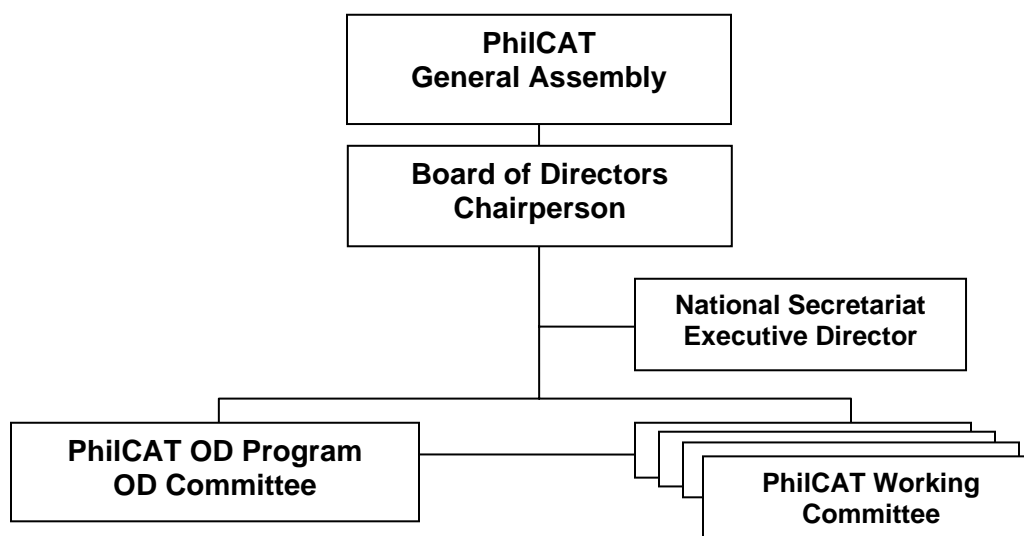 PhilCAT
General Assembly
Board of Directors
Chairperson
National Secretariat
Executive Director
PhilCAT OD Program
OD Committee
PhilCAT Working
Committee